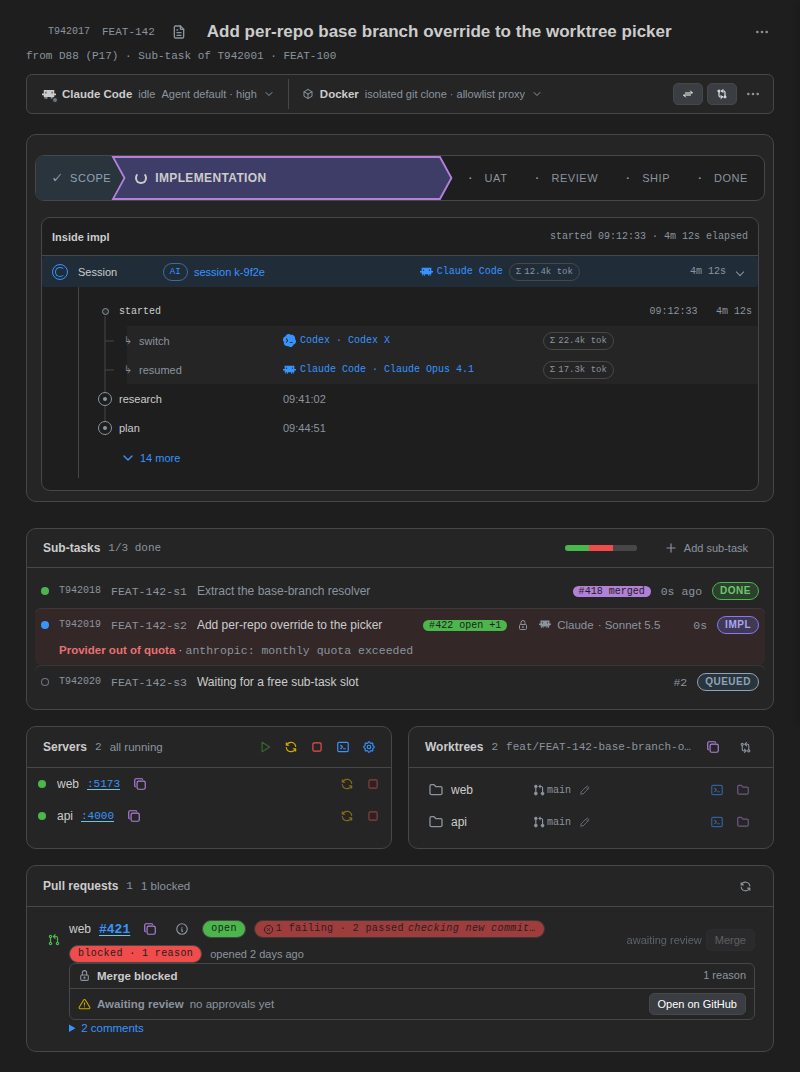 T942017 FEAT-142 Add per-repo base branch override to the worktree picker
from D88 (P17) · Sub-task of T942001 · FEAT-100
Claude Code idle Agent default · high Docker isolated git clone · allowlist proxy
SCOPE IMPLEMENTATION · UAT · REVIEW · SHIP · DONE
Inside impl started 09:12:33 · 4m 12s elapsed
Session AI session k-9f2e Claude Code Σ 12.4k tok 4m 12s
started 09:12:33 4m 12s
↳ switch Codex · Codex X Σ 22.4k tok
↳ resumed Claude Code · Claude Opus 4.1 Σ 17.3k tok
research 09:41:02
plan 09:44:51
14 more
Sub-tasks 1/3 done Add sub-task
T942018 FEAT-142-s1 Extract the base-branch resolver #418 merged 0s ago DONE
T942019 FEAT-142-s2 Add per-repo override to the picker #422 open +1 Claude · Sonnet 5.5 0s IMPL
Provider out of quota · anthropic: monthly quota exceeded
T942020 FEAT-142-s3 Waiting for a free sub-task slot #2 QUEUED
Servers 2 all running
web :5173
api :4000
Worktrees 2 feat/FEAT-142-base-branch-o…
web main
api main
Pull requests 1 1 blocked
web #421 open 1 failing · 2 passed checking new commit…
blocked · 1 reason opened 2 days ago
awaiting review Merge
Merge blocked 1 reason
Awaiting review no approvals yet Open on GitHub
2 comments